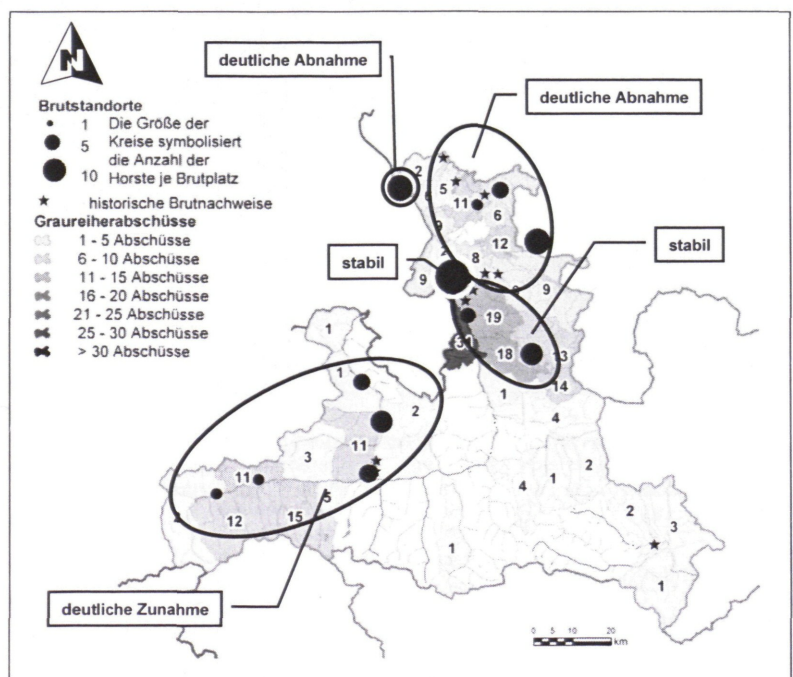 N
deutliche Abnahme
deutliche Abnahme
stabil
stabil
deutliche Zunahme
Brutstandorte
1 Die Größe der
5 Kreise symbolisiert
die Anzahl der
10 Horste je Brutplatz
historische Brutnachweise
Graureiherabschüsse
1 - 5 Abschüsse
6 - 10 Abschüsse
11 - 15 Abschüsse
16 - 20 Abschüsse
21 - 25 Abschüsse
25 - 30 Abschüsse
> 30 Abschüsse
2
5
11
6
12
8
9
9
19
31
18
13
14
1
1
2
1
4
11
3
11
5
12
15
4
1
2
2
3
1
1
0 5 10 20
km